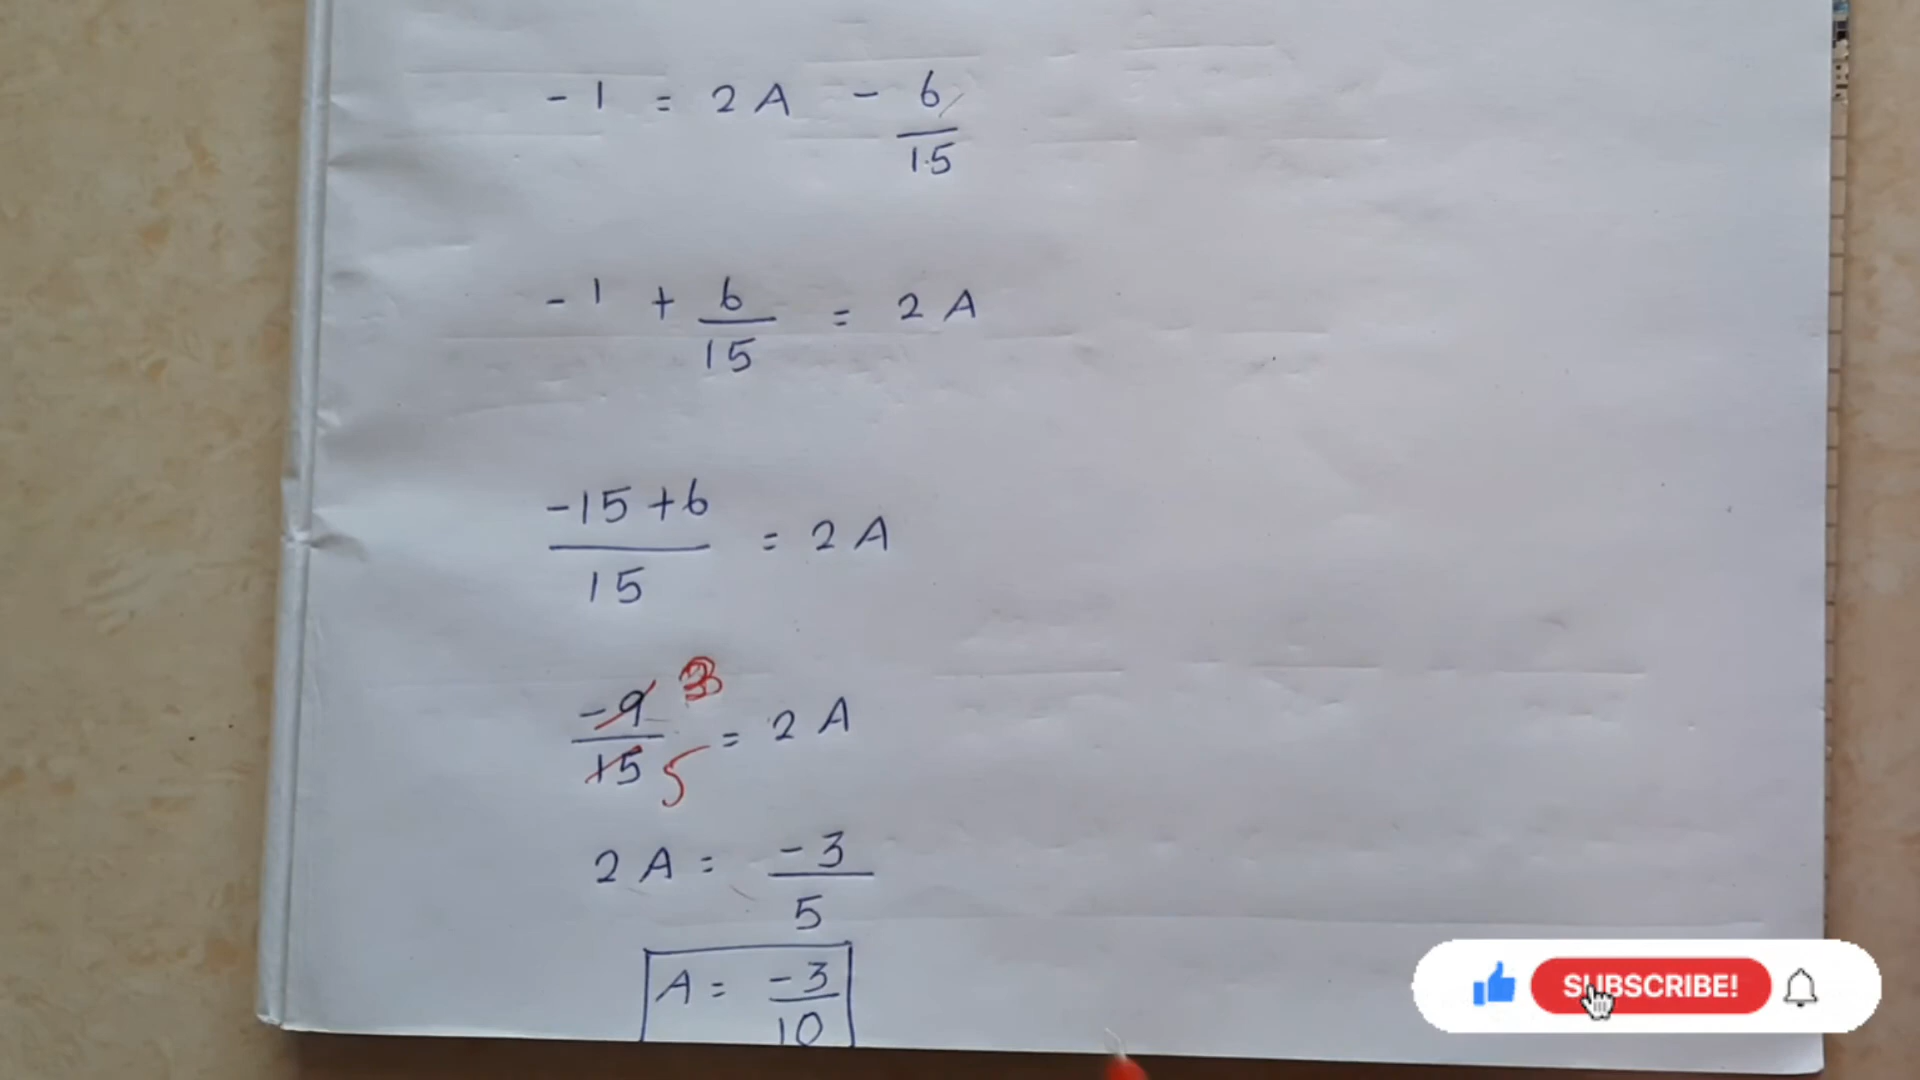 -1 = 2A - 6/15
-1 + 6/15 = 2A
-15+6/15 = 2A
-9/15 3/5 = 2A
2A = -3/5
A = -3/10
SUBSCRIBE!